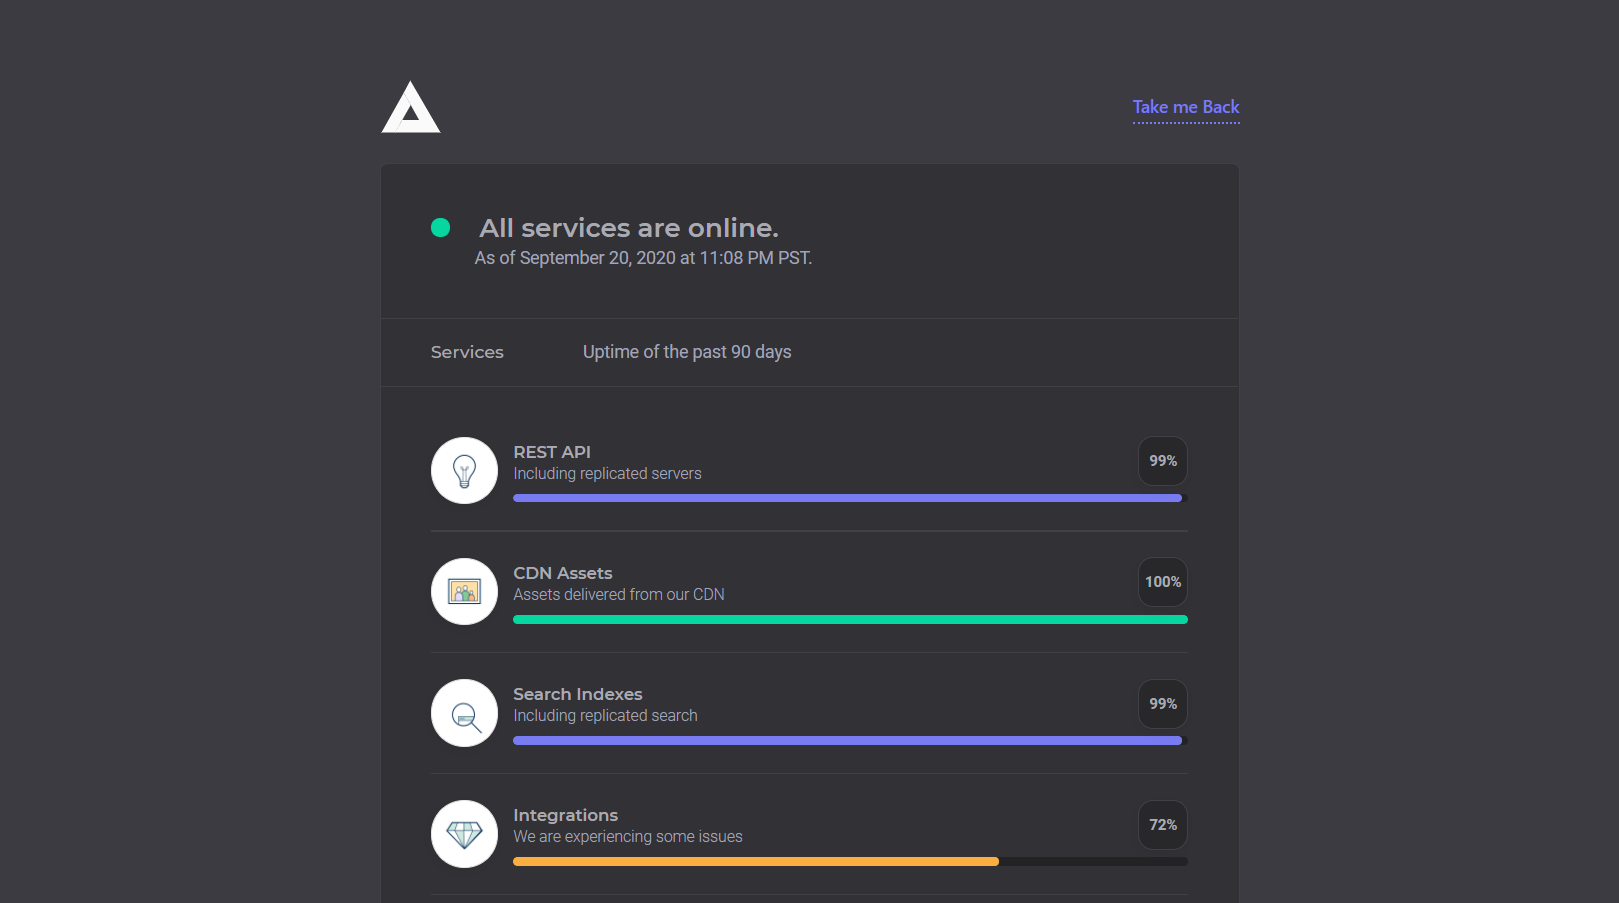 Take me Back
All services are online.
As of September 20, 2020 at 11:08 PM PST.
Services
Uptime of the past 90 days
REST API
Including replicated servers
99%
CDN Assets
Assets delivered from our CDN
100%
Search Indexes
Including replicated search
99%
Integrations
We are experiencing some issues
72%